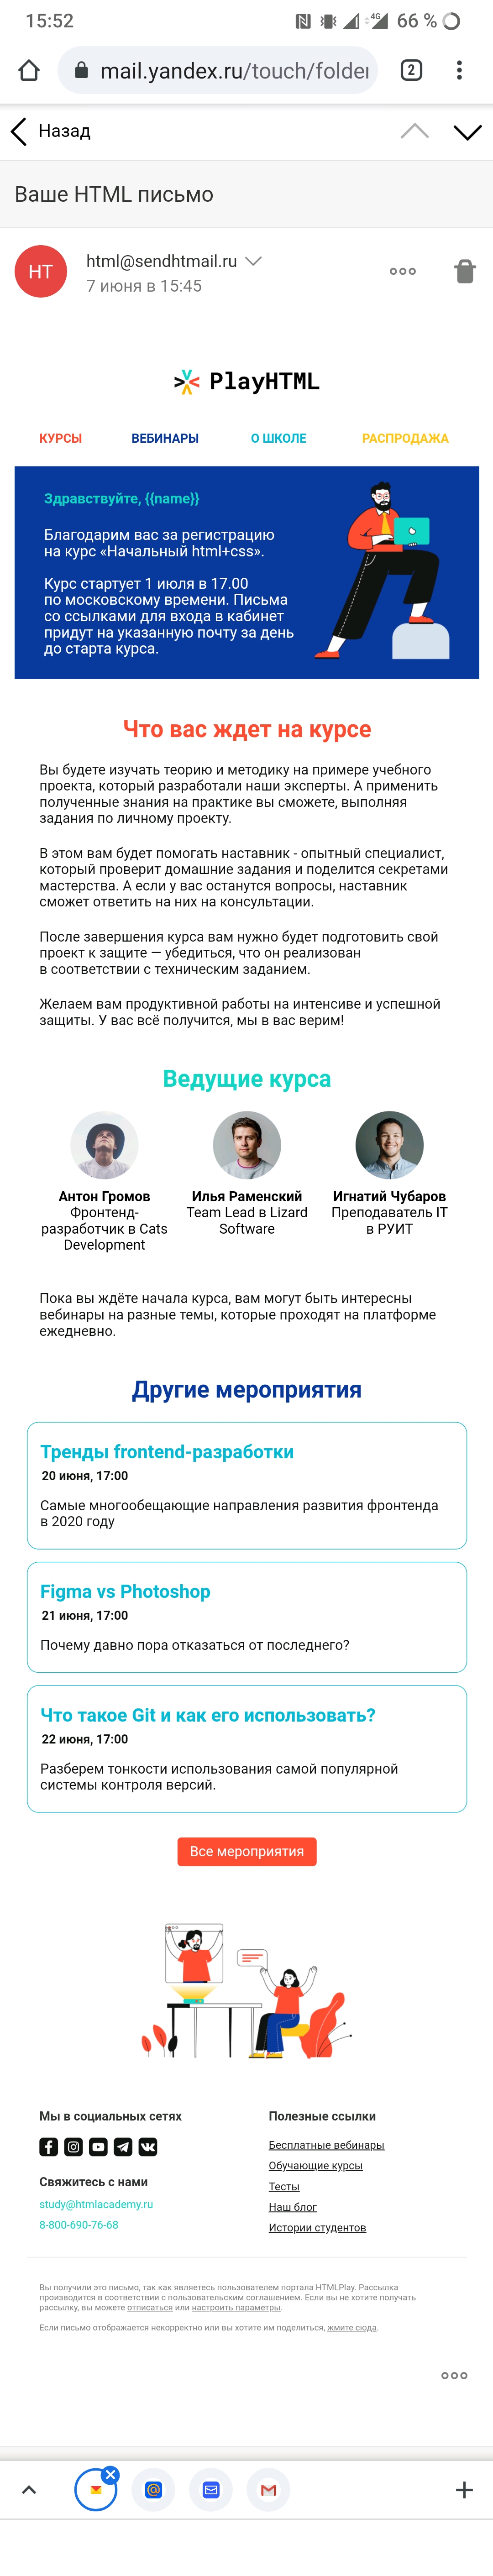 15:52
4G
66 %
mail.yandex.ru/touch/folder
2
Назад
Ваше HTML письмо
HT
html@sendhtmail.ru
7 июня в 15:45
PlayHTML
КУРСЫ ВЕБИНАРЫ О ШКОЛЕ РАСПРОДАЖА
Здравствуйте, {{name}}
Благодарим вас за регистрацию
на курс «Начальный html+css».
Курс стартует 1 июля в 17.00
по московскому времени. Письма
со ссылками для входа в кабинет
придут на указанную почту за день
до старта курса.
Что вас ждет на курсе
Вы будете изучать теорию и методику на примере учебного
проекта, который разработали наши эксперты. А применить
полученные знания на практике вы сможете, выполняя
задания по личному проекту.
В этом вам будет помогать наставник - опытный специалист,
который проверит домашние задания и поделится секретами
мастерства. А если у вас останутся вопросы, наставник
сможет ответить на них на консультации.
После завершения курса вам нужно будет подготовить свой
проект к защите — убедиться, что он реализован
в соответствии с техническим заданием.
Желаем вам продуктивной работы на интенсиве и успешной
защиты. У вас всё получится, мы в вас верим!
Ведущие курса
Антон Громов
Фронтенд-
разработчик в Cats
Development
Илья Раменский
Team Lead в Lizard
Software
Игнатий Чубаров
Преподаватель IT
в РУИТ
Пока вы ждёте начала курса, вам могут быть интересны
вебинары на разные темы, которые проходят на платформе
ежедневно.
Другие мероприятия
Тренды frontend-разработки
20 июня, 17:00
Самые многообещающие направления развития фронтенда
в 2020 году
Figma vs Photoshop
21 июня, 17:00
Почему давно пора отказаться от последнего?
Что такое Git и как его использовать?
22 июня, 17:00
Разберем тонкости использования самой популярной
системы контроля версий.
Все мероприятия
Мы в социальных сетях
Свяжитесь с нами
study@htmlacademy.ru
8-800-690-76-68
Полезные ссылки
Бесплатные вебинары
Обучающие курсы
Тесты
Наш блог
Истории студентов
Вы получили это письмо, так как являетесь пользователем портала HTMLPlay. Рассылка
производится в соответствии с пользовательским соглашением. Если вы не хотите получать
рассылку, вы можете отписаться или настроить параметры.
Если письмо отображается некорректно или вы хотите им поделиться, жмите сюда.